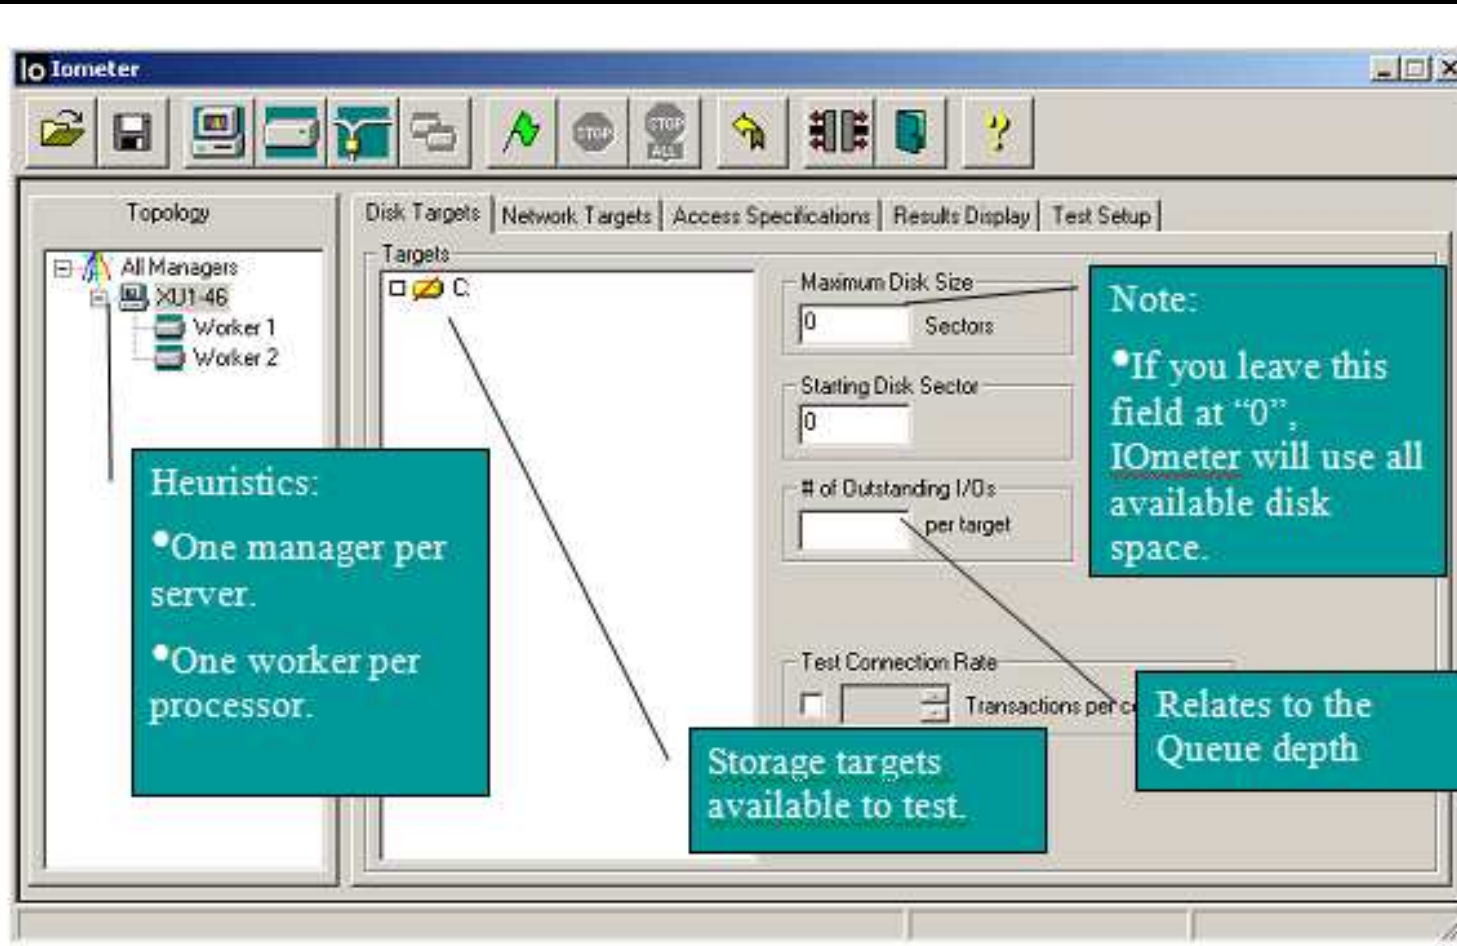 Iometer
STOP
STOP
ALL
Topology
All Managers
XU1-46
Worker 1
Worker 2
Disk Targets
Network Targets
Access Specifications
Results Display
Test Setup
Targets
C:
Maximum Disk Size
0
Sectors
Starting Disk Sector
0
# of Outstanding I/Os
per target
Test Connection Rate
Transactions per
Note:
•If you leave this
field at “0”,
IOmeter will use all
available disk
space.
Heuristics:
•One manager per
server.
•One worker per
processor.
Storage targets
available to test.
Relates to the
Queue depth